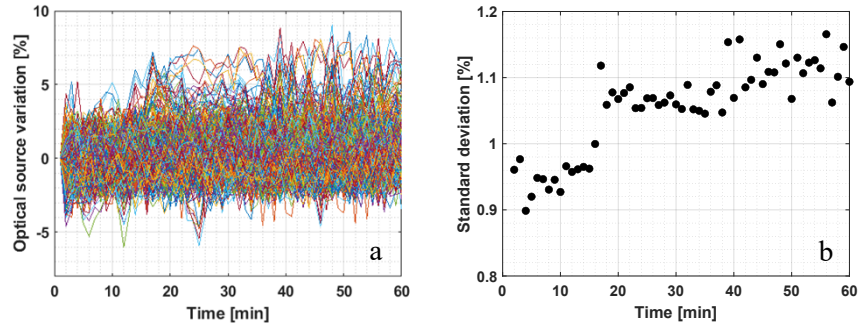 10
5
0
-5
Optical source variation [%]
0 10 20 30 40 50 60
Time [min]
a
1.2
1.1
1
0.9
0.8
Standard deviation [%]
0 10 20 30 40 50 60
Time [min]
b